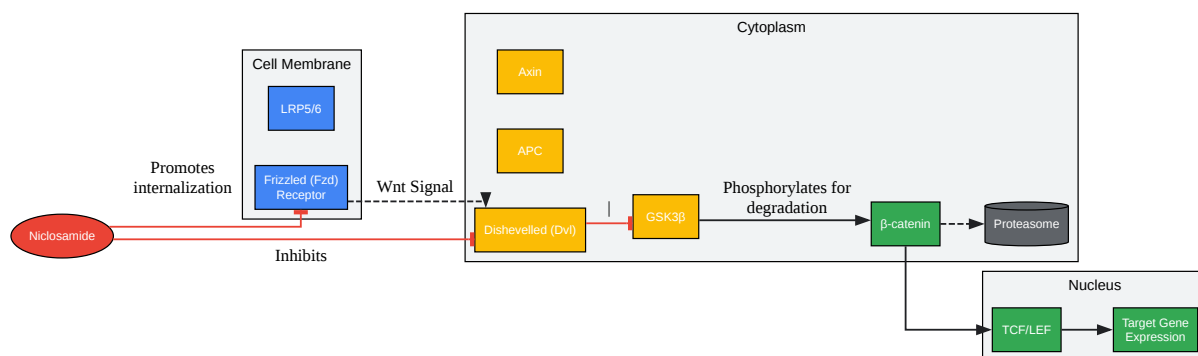 Cytoplasm
Cell Membrane
Axin
LRP5/6
APC
Promotes
internalization
Frizzled (Fzd)
Receptor
Wnt Signal
Phosphorylates for
degradation
|
GSK3β
Niclosamide
Dishevelled (Dvl)
β-catenin
Proteasome
Inhibits
Nucleus
TCF/LEF
Target Gene
Expression